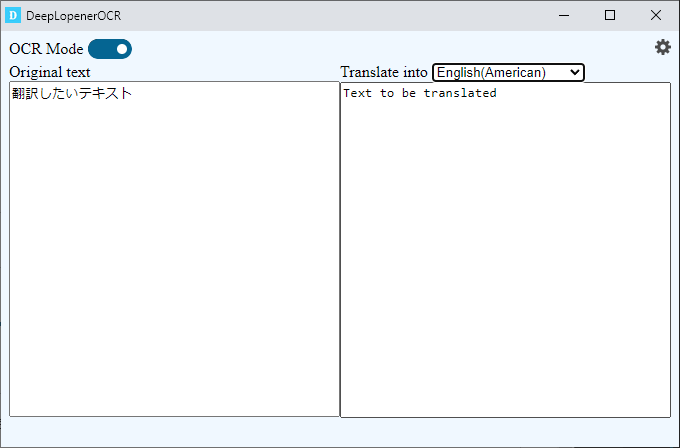 D DeepLopenerOCR
OCR Mode
Original text
Translate into English(American)
翻訳したいテキスト
Text to be translated